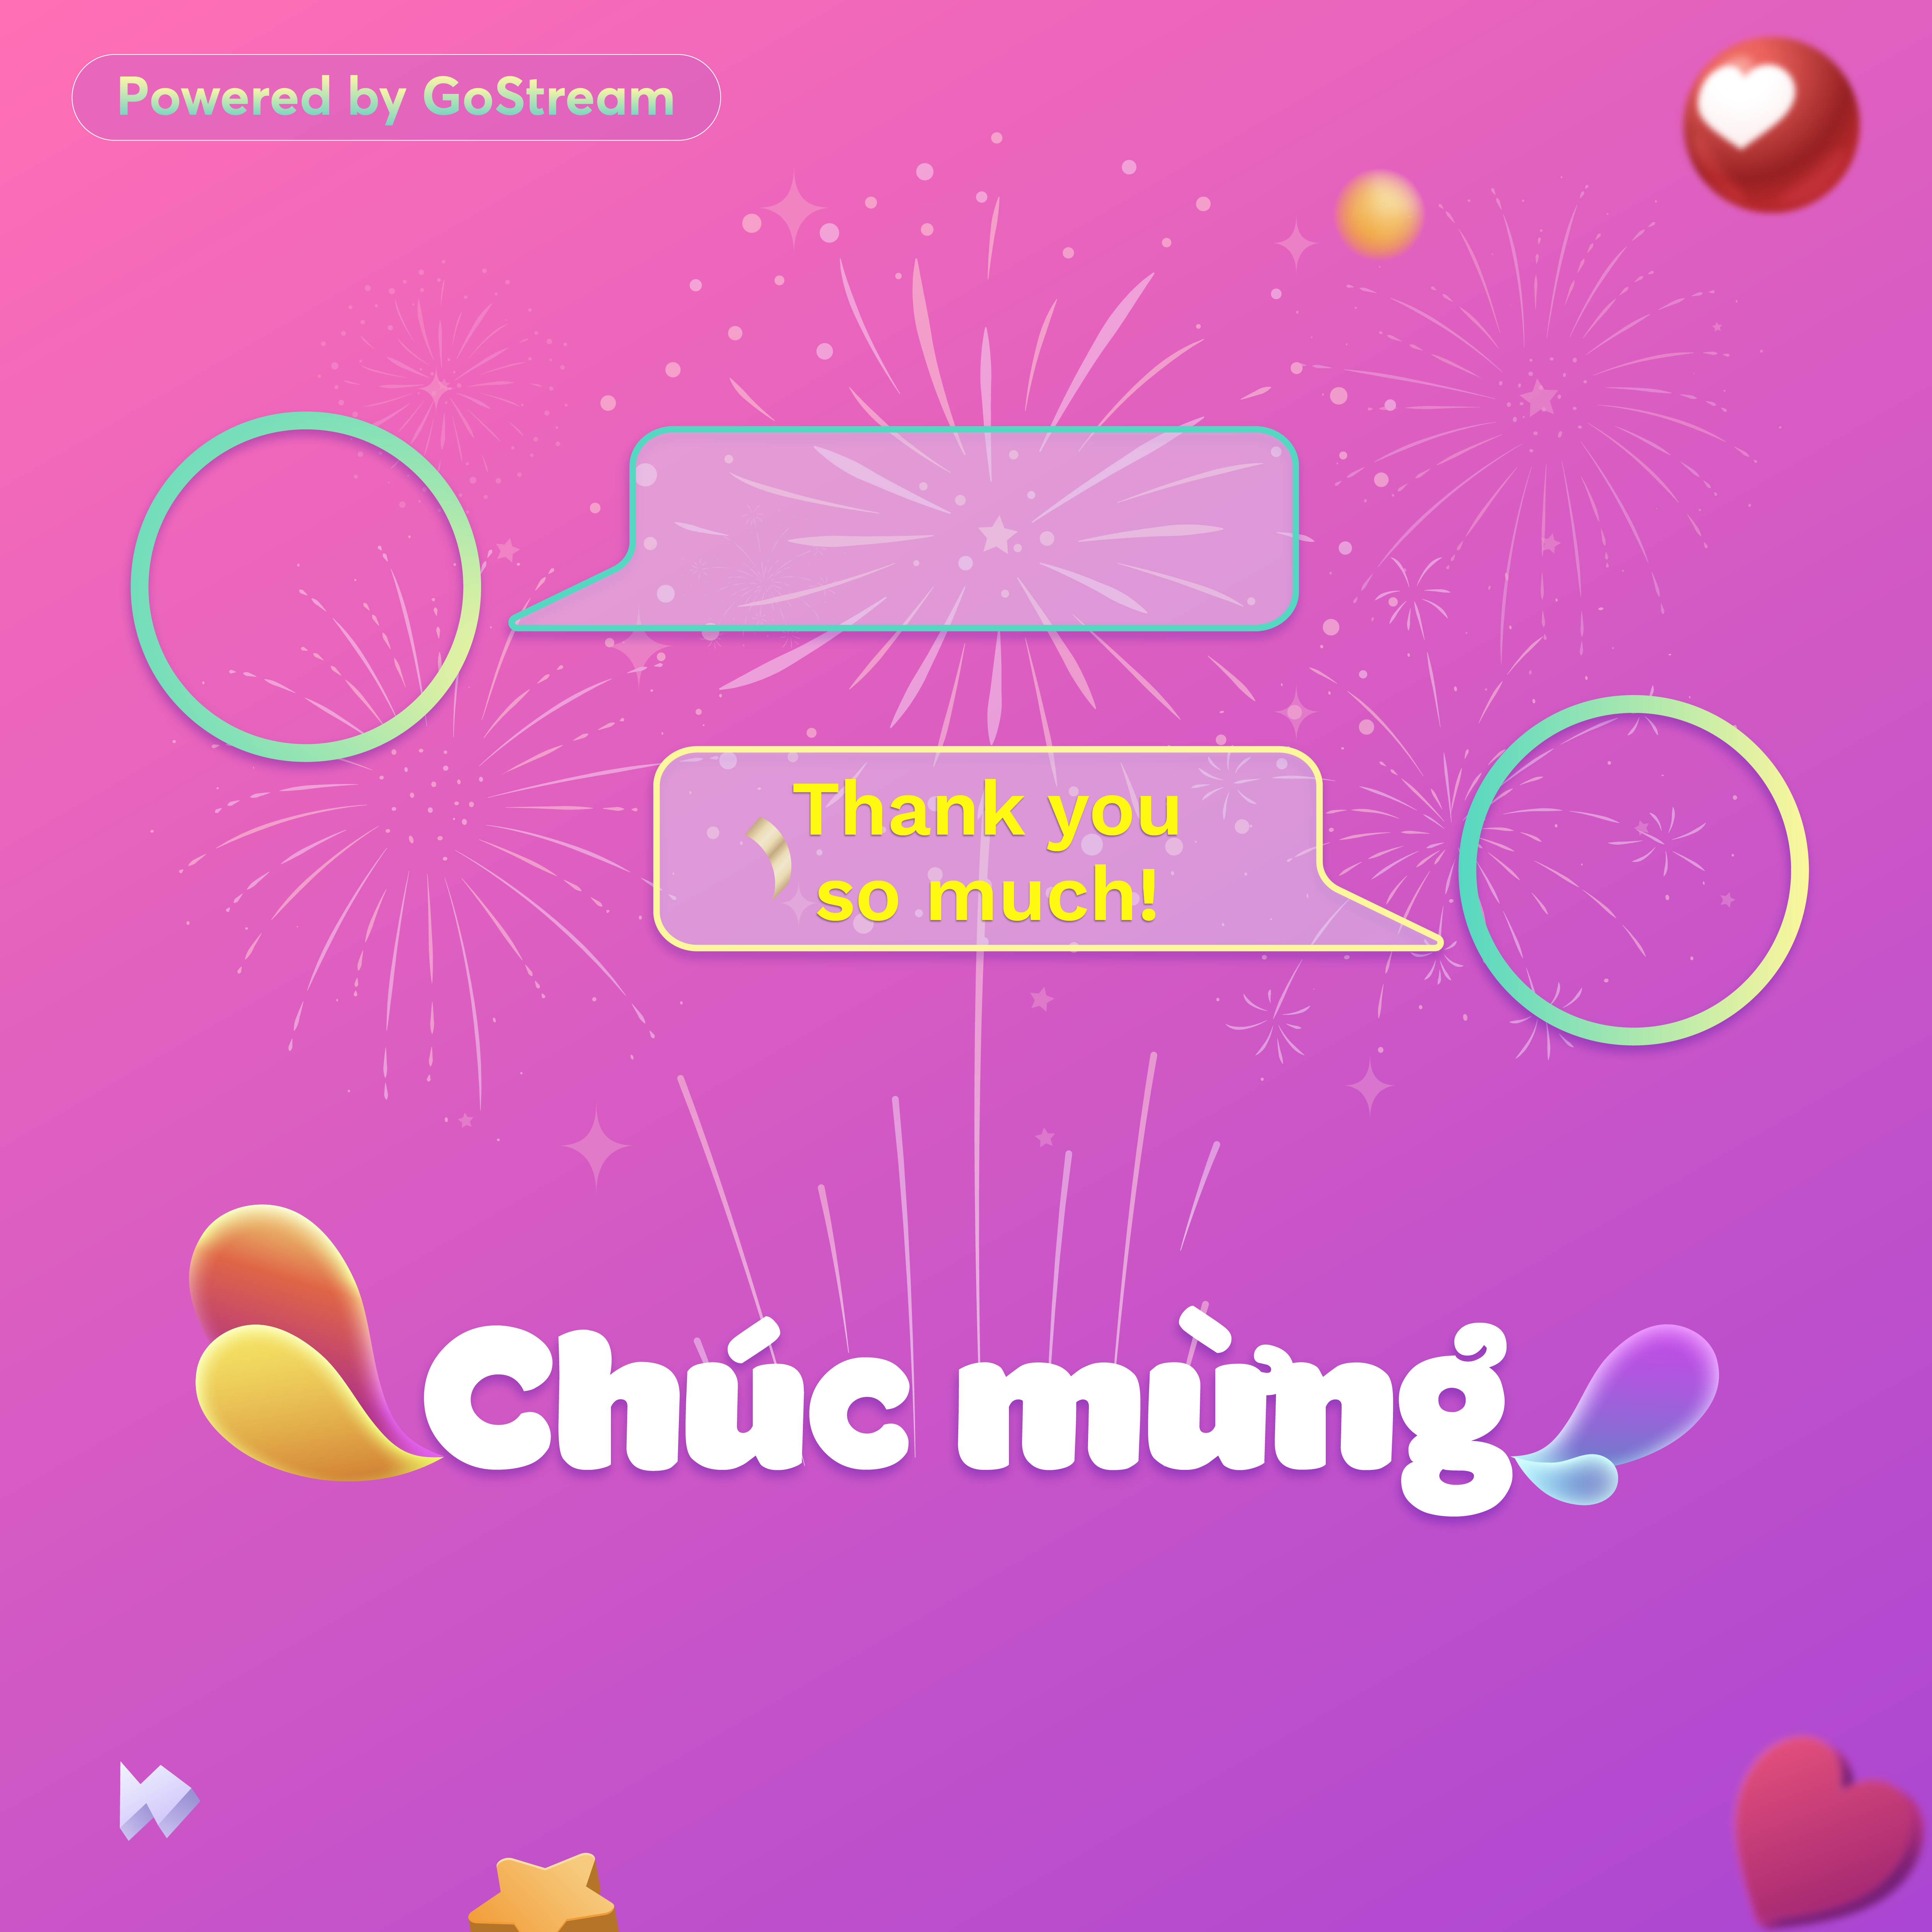 Powered by GoStream
Thank you
so much!
Chúc mừng